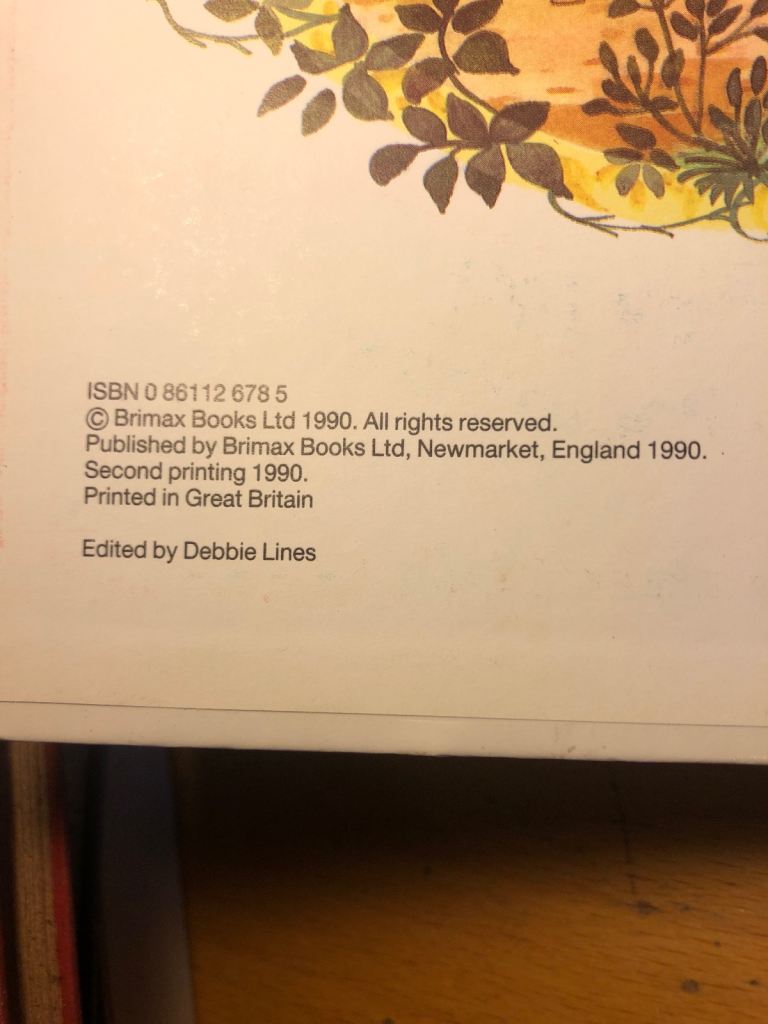 ISBN 0 86112 678 5
© Brimax Books Ltd 1990. All rights reserved.
Published by Brimax Books Ltd, Newmarket, England 1990.
Second printing 1990.
Printed in Great Britain
Edited by Debbie Lines